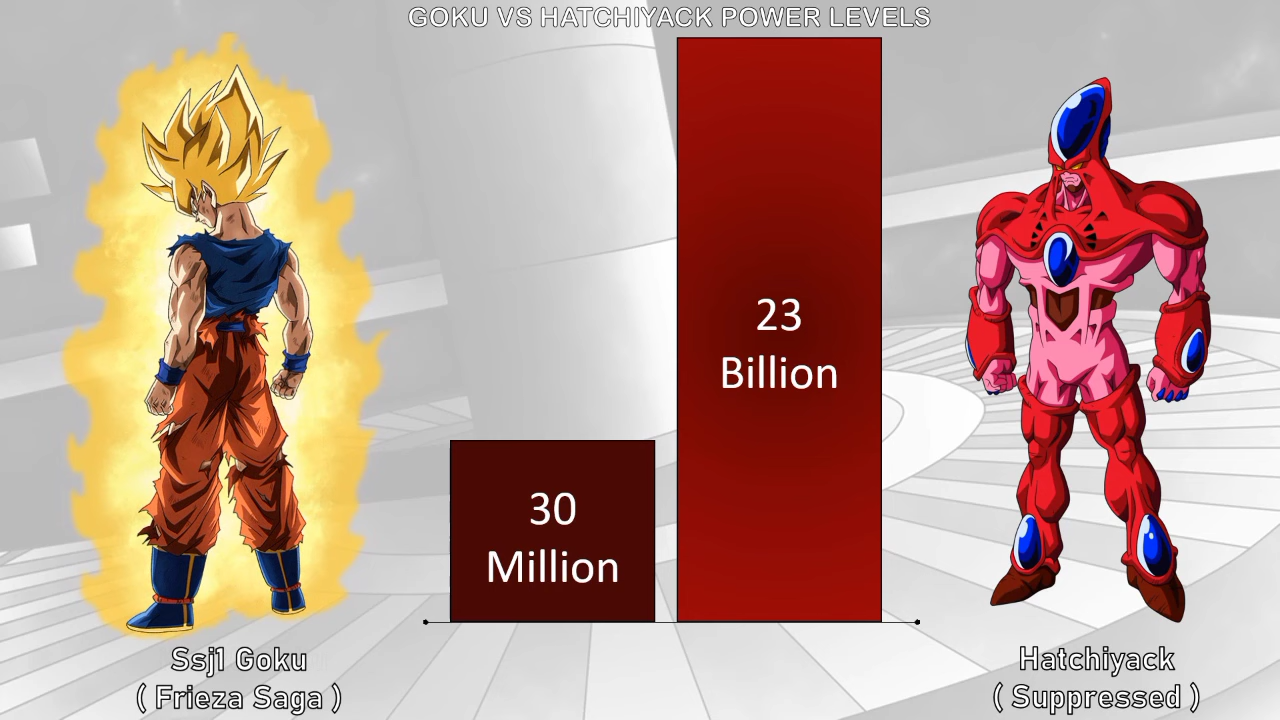 GOKU VS HATCHIYACK POWER LEVELS
23
Billion
30
Million
Ssj1 Goku
( Frieza Saga )
Hatchiyack
( Suppressed )